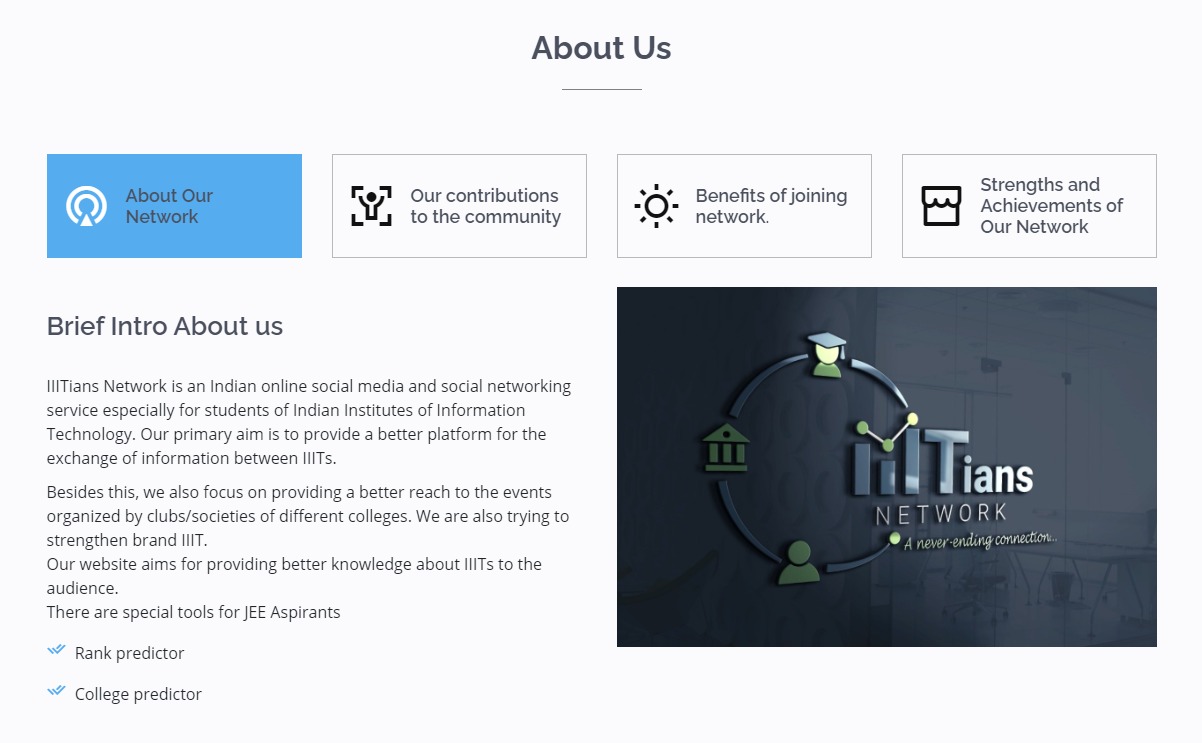 About Us
About Our
Network
Our contributions
to the community
Benefits of joining
network.
Strengths and
Achievements of
Our Network
Brief Intro About us
IIITians Network is an Indian online social media and social networking
service especially for students of Indian Institutes of Information
Technology. Our primary aim is to provide a better platform for the
exchange of information between IIITs.
Besides this, we also focus on providing a better reach to the events
organized by clubs/societies of different colleges. We are also trying to
strengthen brand IIIT.
Our website aims for providing better knowledge about IIITs to the
audience.
There are special tools for JEE Aspirants
Rank predictor
College predictor
IIITians
NETWORK
A never-ending connection...